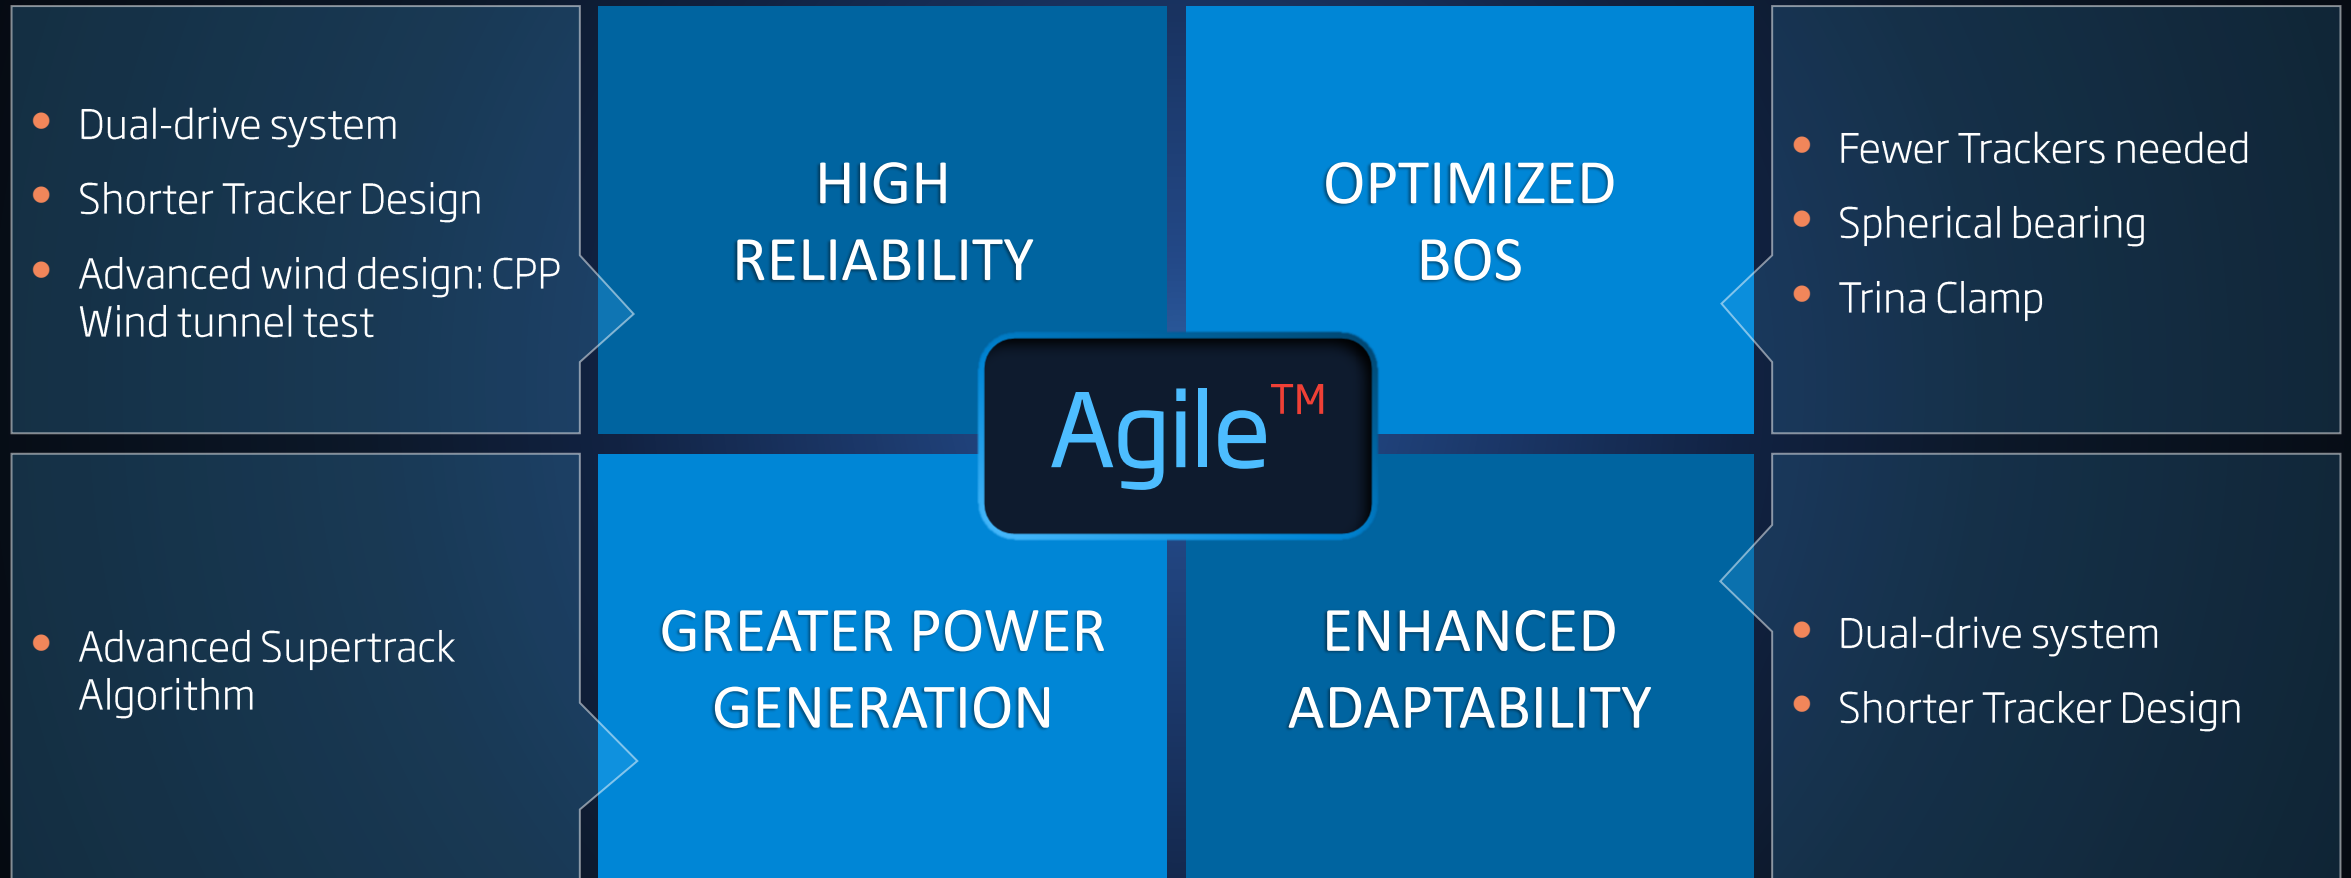 Dual-drive system
Shorter Tracker Design
Advanced wind design: CPP
Wind tunnel test
HIGH
RELIABILITY
OPTIMIZED
BOS
Fewer Trackers needed
Spherical bearing
Trina Clamp
Agile™
Advanced Supertrack
Algorithm
GREATER POWER
GENERATION
ENHANCED
ADAPTABILITY
Dual-drive system
Shorter Tracker Design